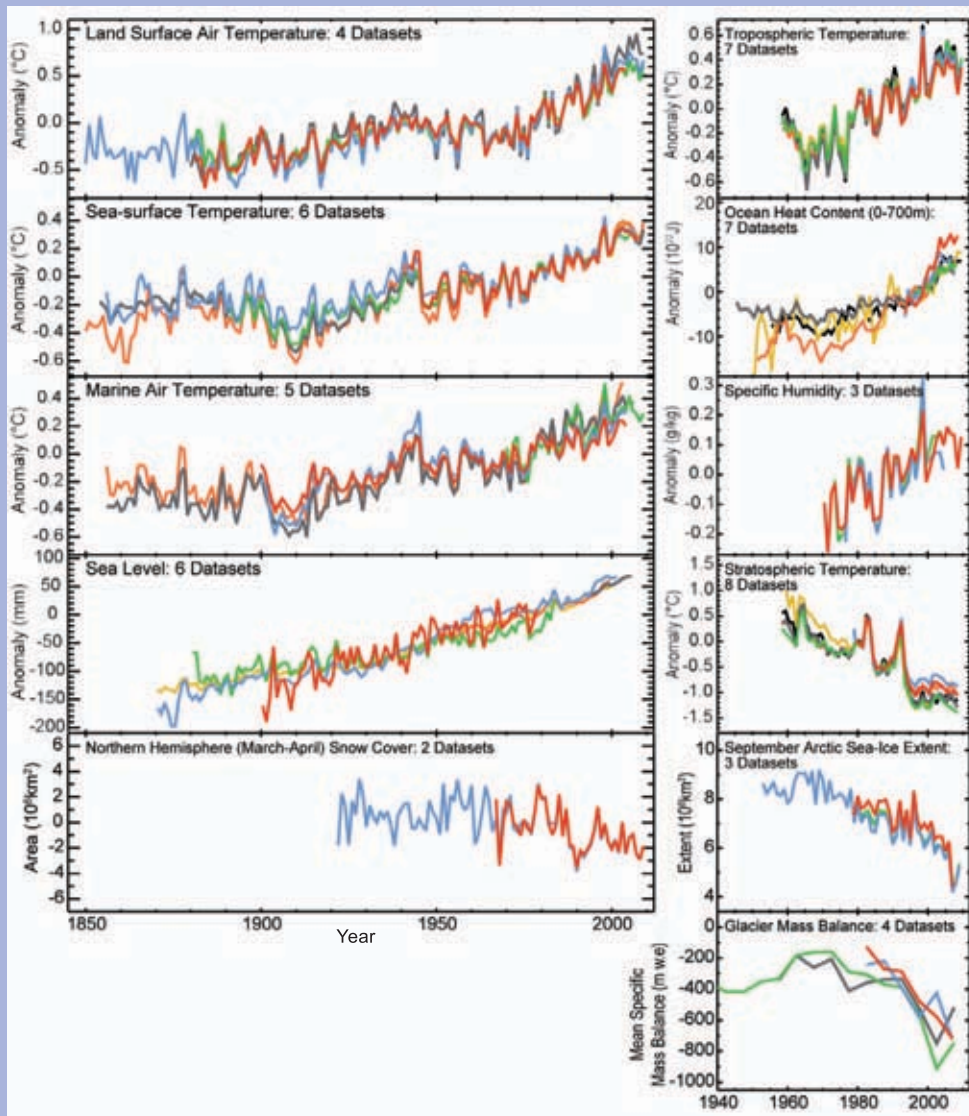 Land Surface Air Temperature: 4 Datasets
Anomaly (°C)
1.0
0.5
0.0
-0.5
Sea-surface Temperature: 6 Datasets
Anomaly (°C)
0.4
0.2
0.0
-0.2
-0.4
-0.6
Marine Air Temperature: 5 Datasets
Anomaly (°C)
0.4
0.2
0.0
-0.2
-0.4
-0.6
Sea Level: 6 Datasets
Anomaly (mm)
100
50
0
-50
-100
-150
-200
Northern Hemisphere (March-April) Snow Cover: 2 Datasets
Area (10⁶km²)
6
4
2
0
-2
-4
-6
1850
1900
1950
2000
Year
Tropospheric Temperature:
7 Datasets
Anomaly (°C)
0.6
0.4
0.2
0.0
-0.2
-0.4
-0.6
Ocean Heat Content (0-700m):
7 Datasets
Anomaly (10²² J)
20
10
0
-10
Specific Humidity: 3 Datasets
Anomaly (g/kg)
0.3
0.2
0.1
0.0
-0.1
-0.2
Stratospheric Temperature:
8 Datasets
Anomaly (°C)
1.5
1.0
0.5
0.0
-0.5
-1.0
-1.5
September Arctic Sea-Ice Extent:
3 Datasets
Extent (10⁶km²)
10
8
6
4
Glacier Mass Balance: 4 Datasets
Mean Specific
Mass Balance (m w.e)
0
-200
-400
-600
-800
-1000
1940
1960
1980
2000